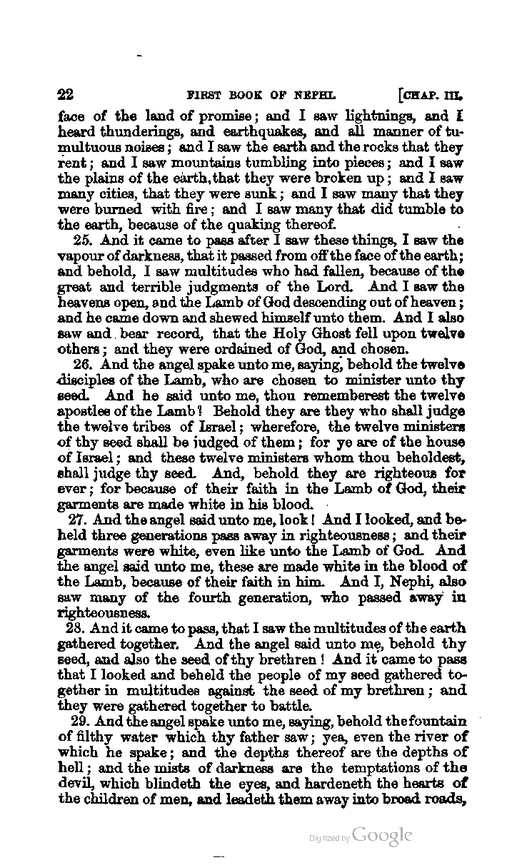 22 FIRST BOOK OF NEPHI. [CHAP. III.
face of the land of promise; and I saw lightnings, and I
heard thunderings, and earthquakes, and all manner of tu-
multuous noises; and I saw the earth and the rocks that they
rent; and I saw mountains tumbling into pieces; and I saw
the plains of the earth, that they were broken up; and I saw
many cities, that they were sunk; and I saw many that they
were burned with fire; and I saw many that did tumble to
the earth, because of the quaking thereof.
25. And it came to pass after I saw these things, I saw the
vapour of darkness, that it passed from off the face of the earth;
and behold, I saw multitudes who had fallen, because of the
great and terrible judgments of the Lord. And I saw the
heavens open, and the Lamb of God descending out of heaven;
and he came down and shewed himself unto them. And I also
saw and bear record, that the Holy Ghost fell upon twelve
others; and they were ordained of God, and chosen.
26. And the angel spake unto me, saying, behold the twelve
disciples of the Lamb, who are chosen to minister unto thy
seed. And he said unto me, thou rememberest the twelve
apostles of the Lamb? Behold they are they who shall judge
the twelve tribes of Israel; wherefore, the twelve ministers
of thy seed shall be judged of them; for ye are of the house
of Israel; and these twelve ministers whom thou beholdest,
shall judge thy seed. And, behold they are righteous for
ever; for because of their faith in the Lamb of God, their
garments are made white in his blood.
27. And the angel said unto me, look! And I looked, and be-
held three generations pass away in righteousness; and their
garments were white, even like unto the Lamb of God. And
the angel said unto me, these are made white in the blood of
the Lamb, because of their faith in him. And I, Nephi, also
saw many of the fourth generation, who passed away in
righteousness.
28. And it came to pass, that I saw the multitudes of the earth
gathered together. And the angel said unto me, behold thy
seed, and also the seed of thy brethren! And it came to pass
that I looked and beheld the people of my seed gathered to-
gether in multitudes against the seed of my brethren; and
they were gathered together to battle.
29. And the angel spake unto me, saying, behold the fountain
of filthy water which thy father saw; yea, even the river of
which he spake; and the depths thereof are the depths of
hell; and the mists of darkness are the temptations of the
devil, which blindeth the eyes, and hardeneth the hearts of
the children of men, and leadeth them away into broad roads,
Digitized by Google